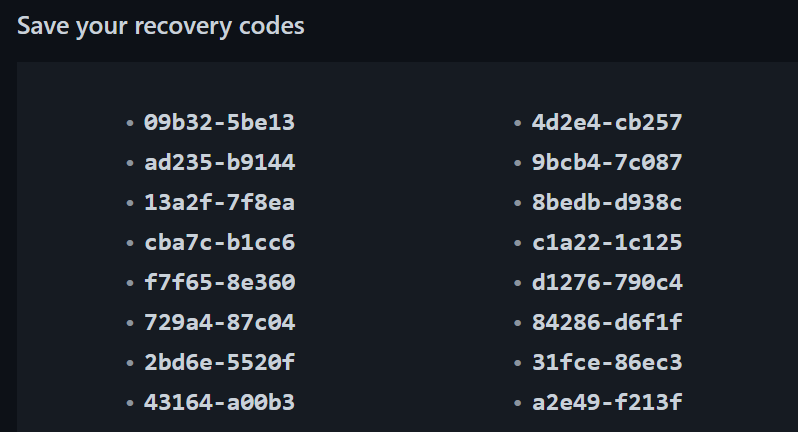 Save your recovery codes
• 09b32-5be13
• 4d2e4-cb257
• ad235-b9144
• 9bcb4-7c087
• 13a2f-7f8ea
• 8bedb-d938c
• cba7c-b1cc6
• c1a22-1c125
• f7f65-8e360
• d1276-790c4
• 729a4-87c04
• 84286-d6f1f
• 2bd6e-5520f
• 31fce-86ec3
• 43164-a00b3
• a2e49-f213f